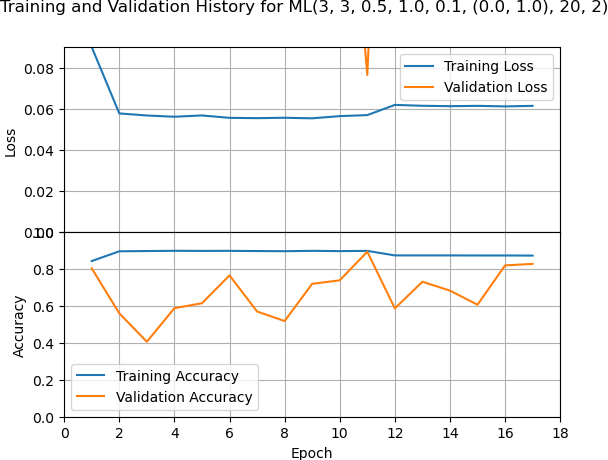 Training and Validation History for ML(3, 3, 0.5, 1.0, 0.1, (0.0, 1.0), 20, 2)
0.08
0.06
0.04
0.02
0.00
Loss
Training Loss
Validation Loss
1.0
0.8
0.6
0.4
0.2
0.0
Accuracy
Training Accuracy
Validation Accuracy
0 2 4 6 8 10 12 14 16 18
Epoch